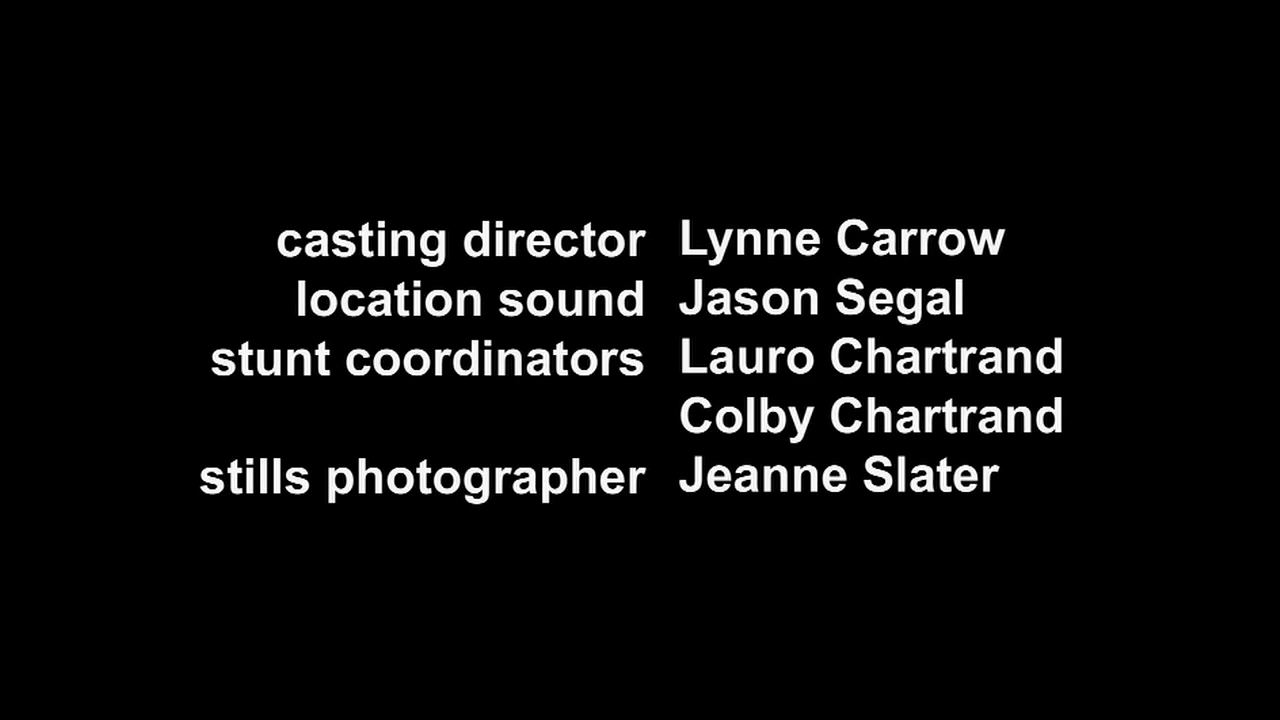 casting director Lynne Carrow
location sound Jason Segal
stunt coordinators Lauro Chartrand
Colby Chartrand
stills photographer Jeanne Slater